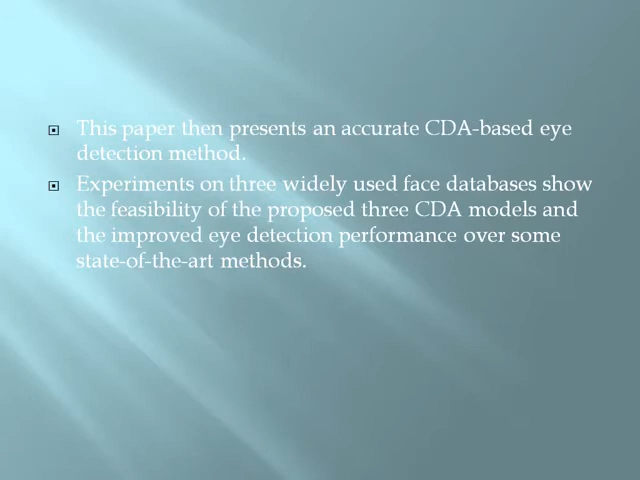 This paper then presents an accurate CDA-based eye
detection method.
Experiments on three widely used face databases show
the feasibility of the proposed three CDA models and
the improved eye detection performance over some
state-of-the-art methods.